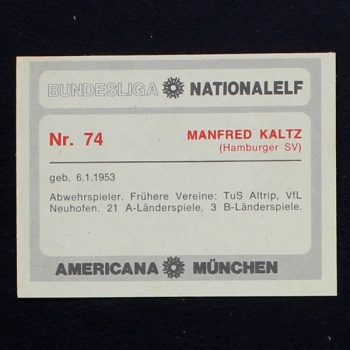 BUNDESLIGA NATIONALELF
Nr. 74 MANFRED KALTZ
(Hamburger SV)
geb. 6.1.1953
Abwehrspieler. Frühere Vereine: TuS Altrip, VfL
Neuhofen. 21 A-Länderspiele, 3 B-Länderspiele.
AMERICANA MÜNCHEN